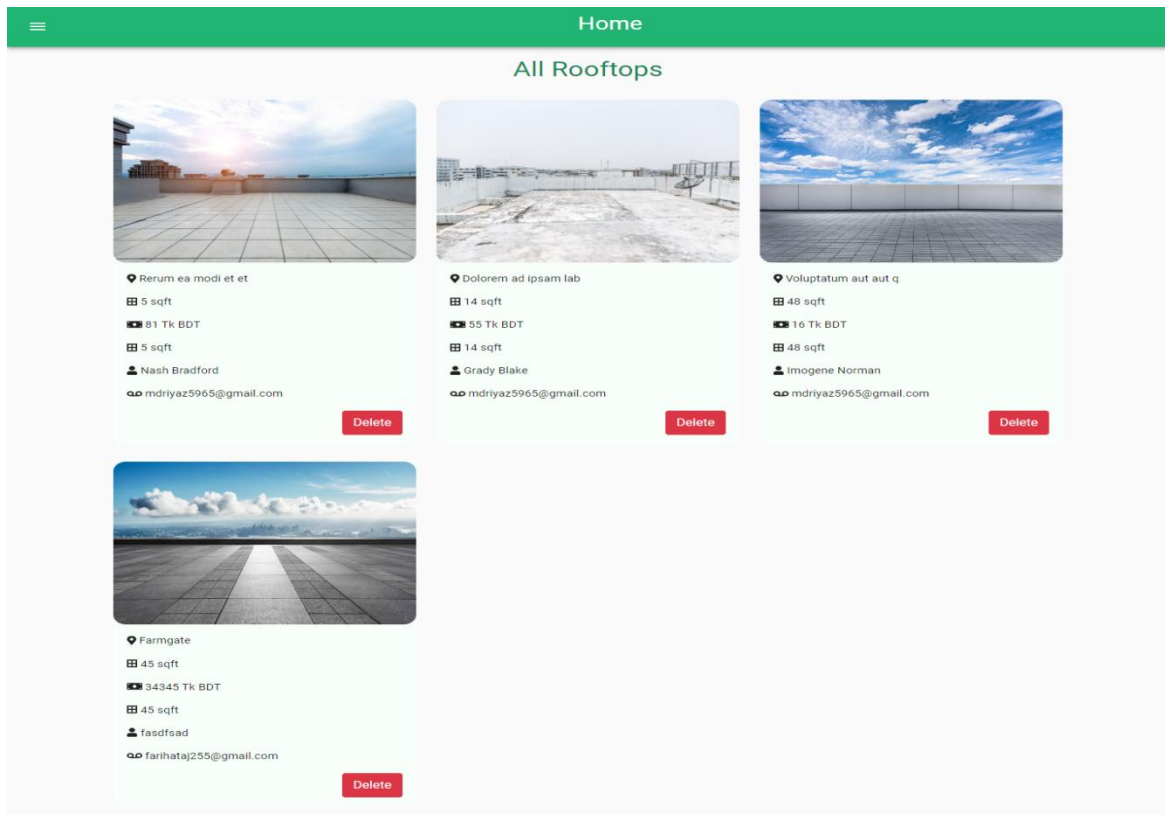 Home
All Rooftops
Rerum ea modi et et
5 sqft
81 Tk BDT
5 sqft
Nash Bradford
mdriyaz5965@gmail.com
Delete
Dolorem ad ipsam lab
14 sqft
55 Tk BDT
14 sqft
Grady Blake
mdriyaz5965@gmail.com
Delete
Voluptatum aut aut q
48 sqft
16 Tk BDT
48 sqft
Imogene Norman
mdriyaz5965@gmail.com
Delete
Farmgate
45 sqft
34345 Tk BDT
45 sqft
fasdfsad
farihataj255@gmail.com
Delete